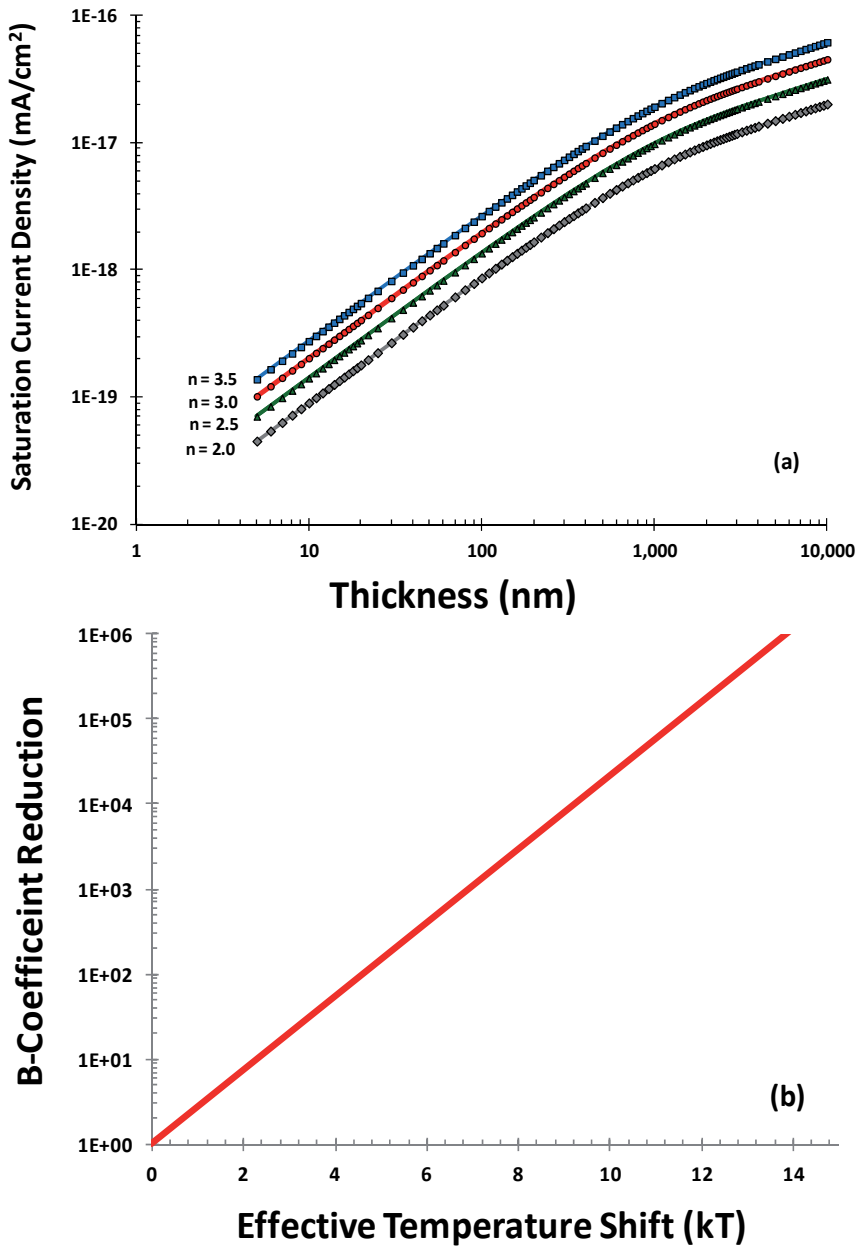 Saturation Current Density (mA/cm²)
1E-16
1E-17
1E-18
1E-19
1E-20
n = 3.5
n = 3.0
n = 2.5
n = 2.0
(a)
1
10
100
1,000
10,000
Thickness (nm)
B-Coefficeint Reduction
1E+06
1E+05
1E+04
1E+03
1E+02
1E+01
1E+00
(b)
0
2
4
6
8
10
12
14
Effective Temperature Shift (kT)